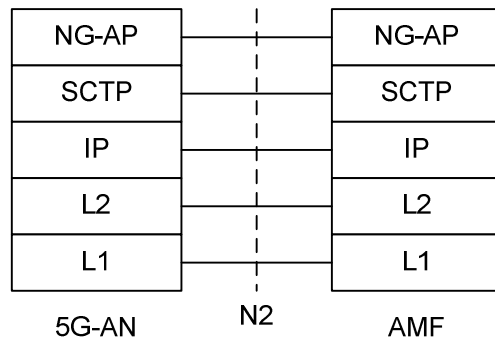 NG-AP NG-AP
SCTP SCTP
IP IP
L2 L2
L1 L1
5G-AN N2 AMF